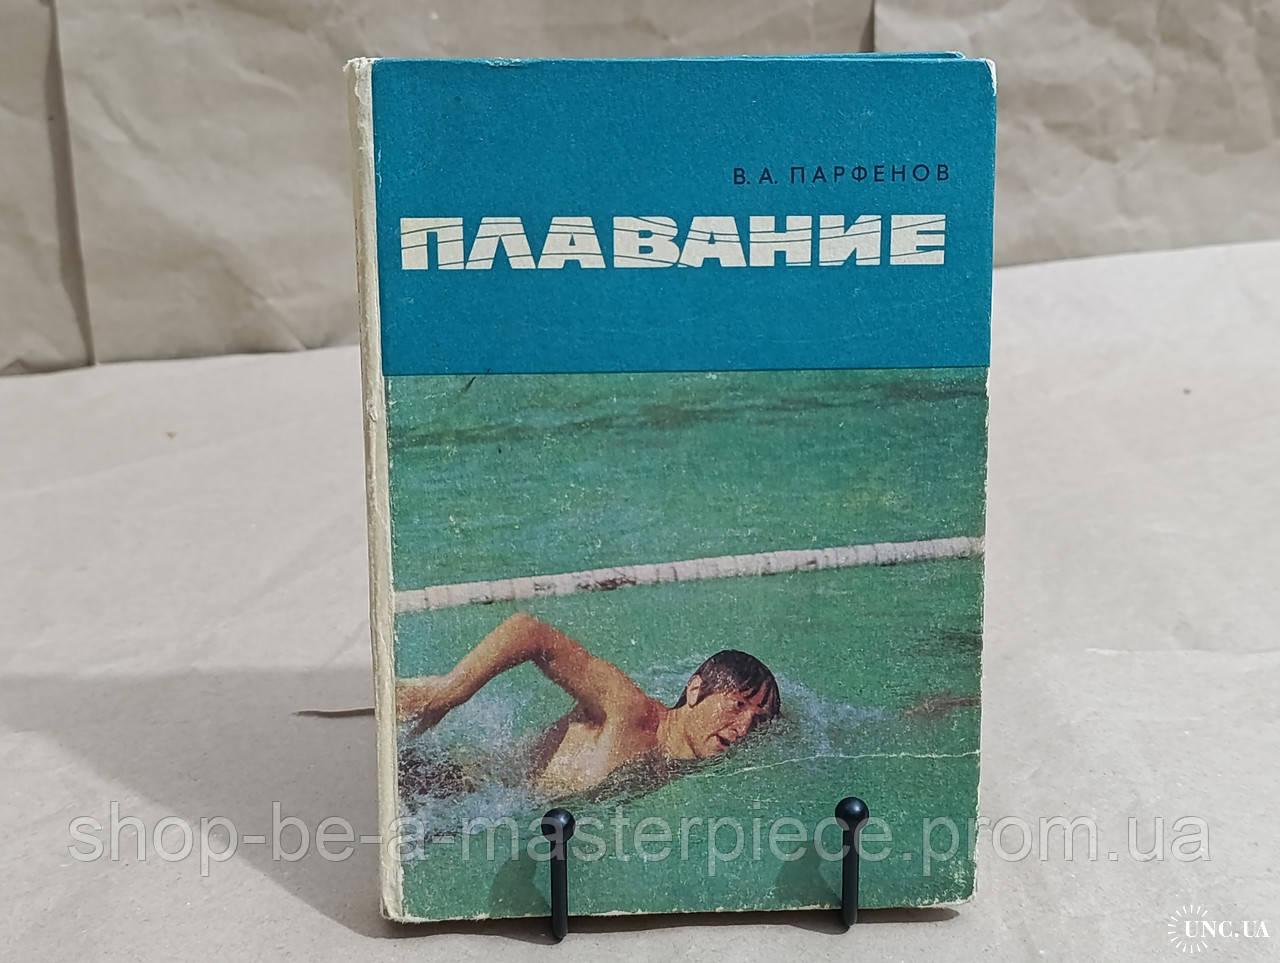 В. А. ПАРФЕНОВ
ПЛАВАНИЕ
shop-be-a-masterpiece.prom.ua
UNC.UA